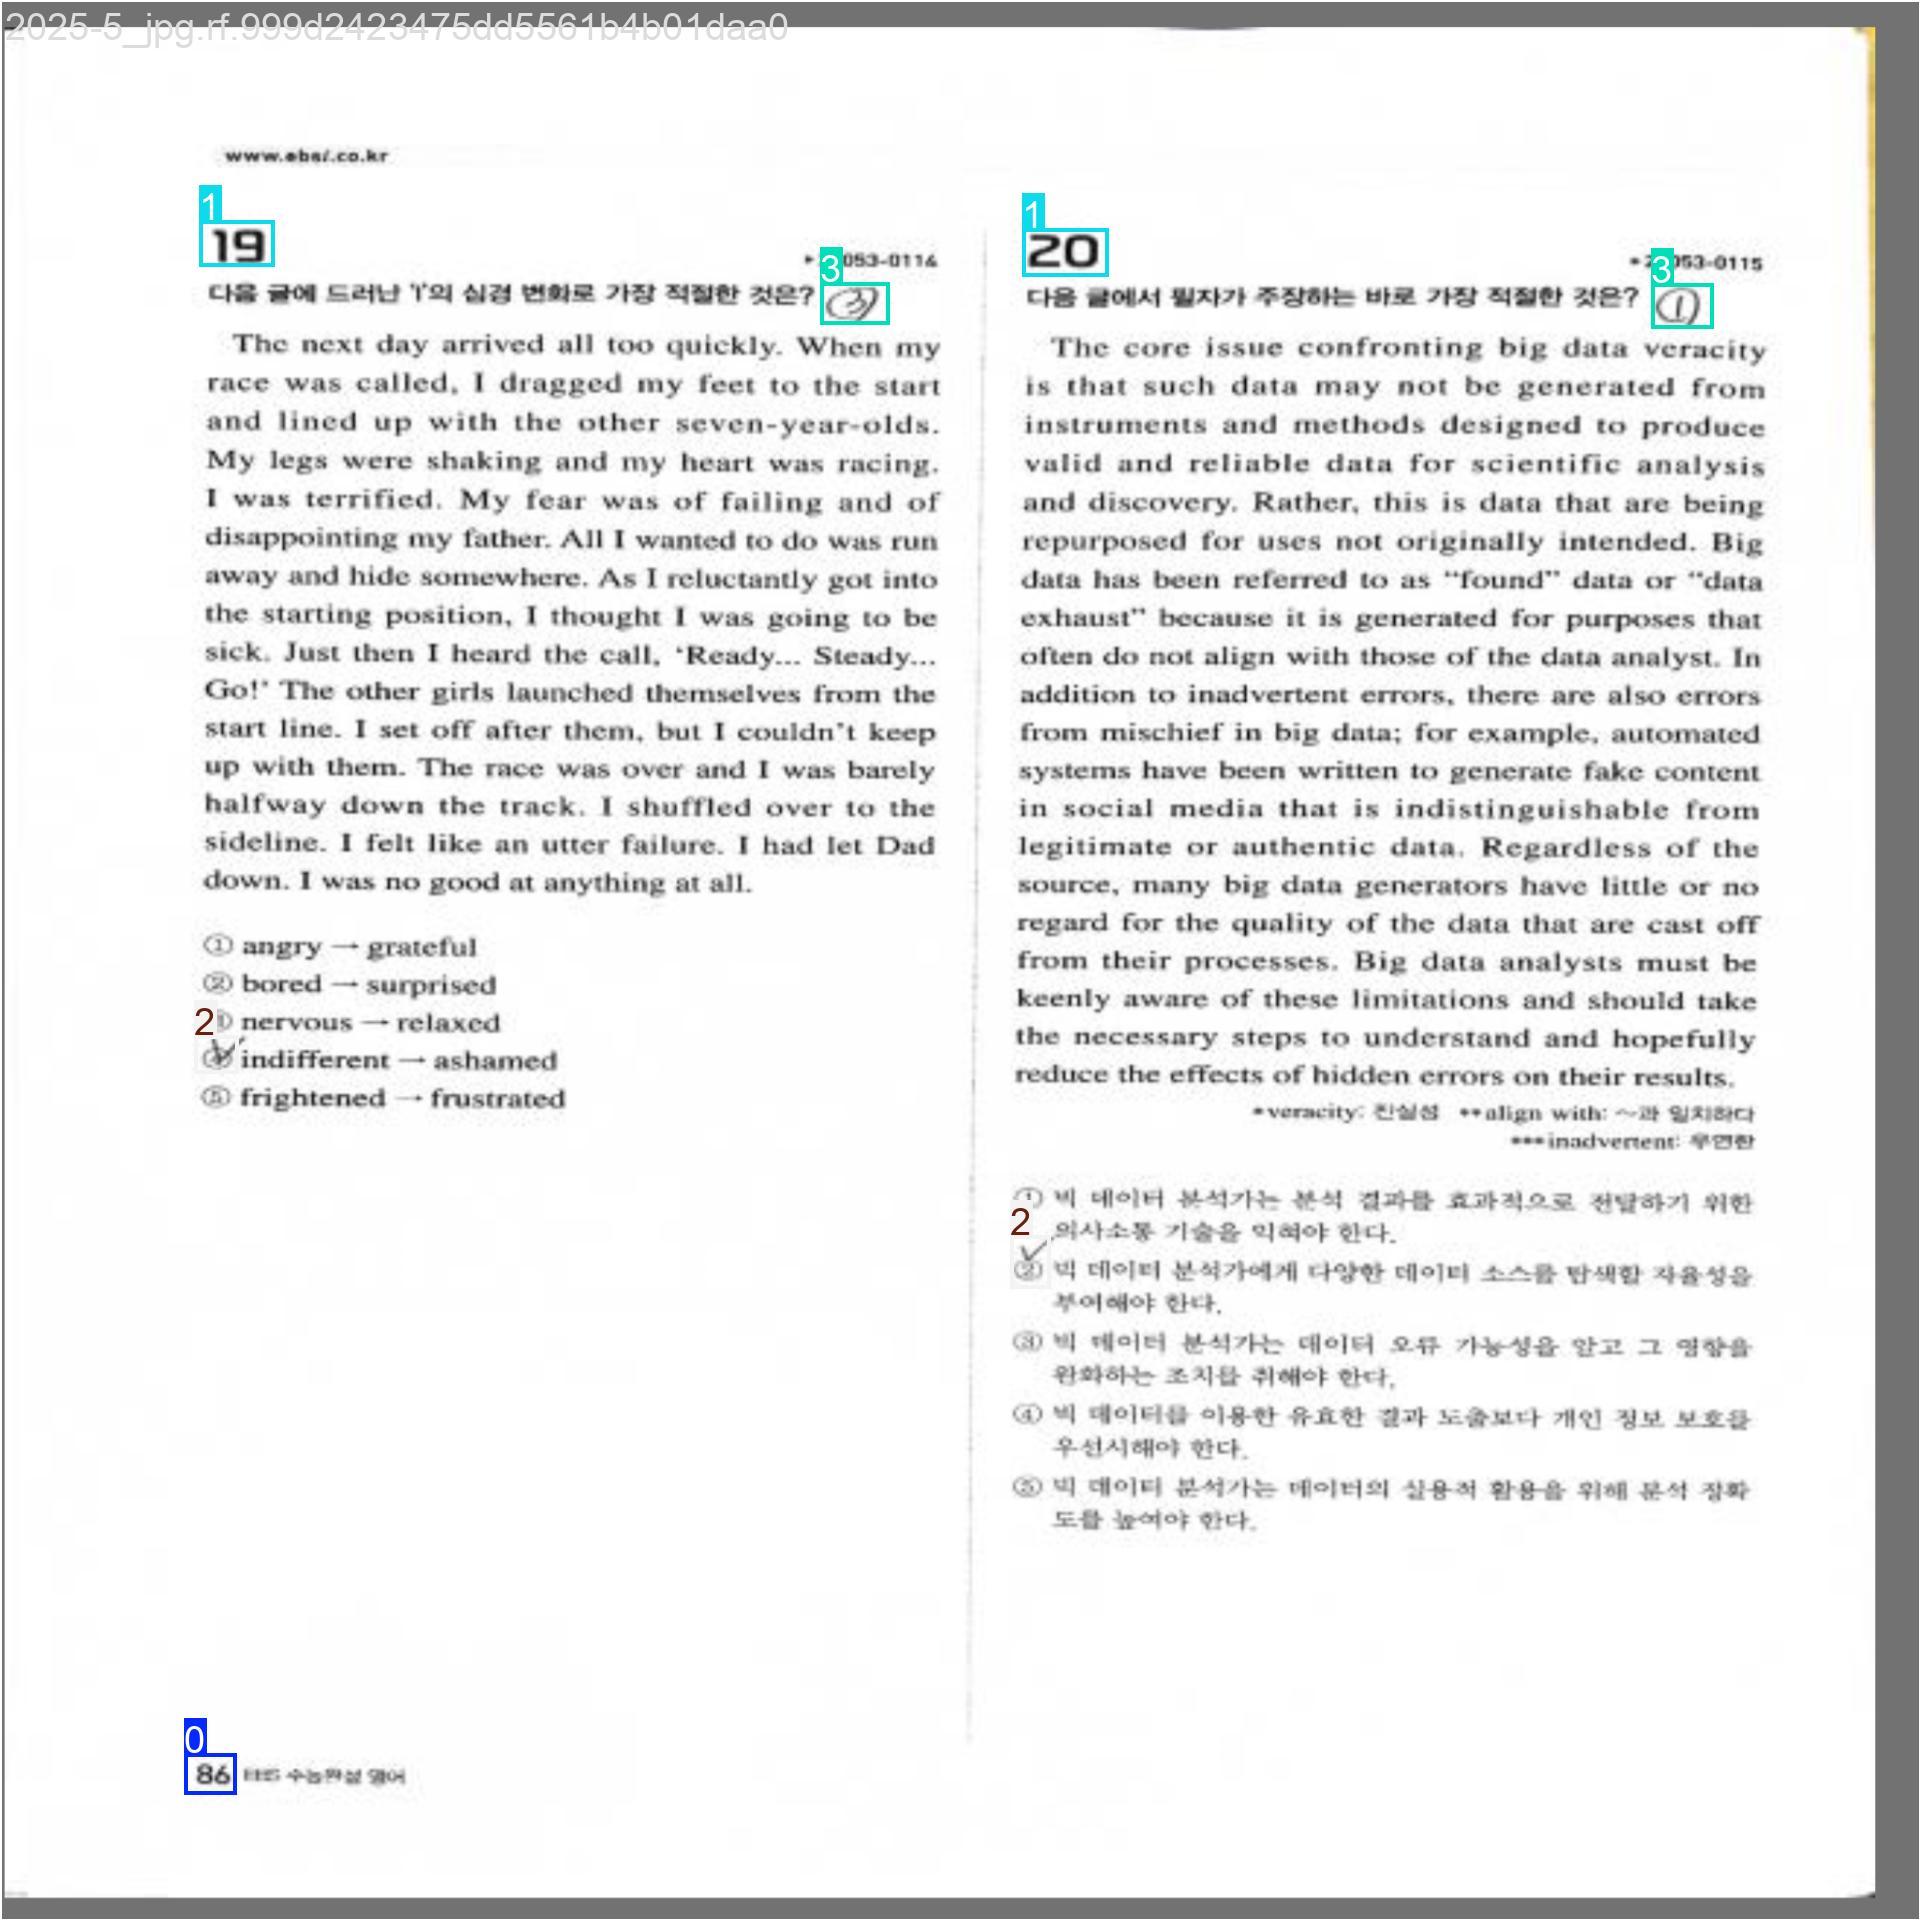 2025-5_jpg.rf.999d2423475dd5561b4b01daa0
www.ebsi.co.kr
1
19
3
053-0114
다음 글에 드러난 'I'의 심경 변화로 가장 적절한 것은? ③
The next day arrived all too quickly. When my
race was called, I dragged my feet to the start
and lined up with the other seven-year-olds.
My legs were shaking and my heart was racing.
I was terrified. My fear was of failing and of
disappointing my father. All I wanted to do was run
away and hide somewhere. As I reluctantly got into
the starting position, I thought I was going to be
sick. Just then I heard the call, ‘Ready... Steady...
Go!’ The other girls launched themselves from the
start line. I set off after them, but I couldn’t keep
up with them. The race was over and I was barely
halfway down the track. I shuffled over to the
sideline. I felt like an utter failure. I had let Dad
down. I was no good at anything at all.
① angry → grateful
② bored → surprised
2 nervous → relaxed
④ indifferent → ashamed
⑤ frightened → frustrated
0
86 EBS 수능완성 영어
1
20
3
053-0115
다음 글에서 필자가 주장하는 바로 가장 적절한 것은? ①
The core issue confronting big data veracity
is that such data may not be generated from
instruments and methods designed to produce
valid and reliable data for scientific analysis
and discovery. Rather, this is data that are being
repurposed for uses not originally intended. Big
data has been referred to as “found” data or “data
exhaust” because it is generated for purposes that
often do not align with those of the data analyst. In
addition to inadvertent errors, there are also errors
from mischief in big data; for example, automated
systems have been written to generate fake content
in social media that is indistinguishable from
legitimate or authentic data. Regardless of the
source, many big data generators have little or no
regard for the quality of the data that are cast off
from their processes. Big data analysts must be
keenly aware of these limitations and should take
the necessary steps to understand and hopefully
reduce the effects of hidden errors on their results.
*veracity: 진실성 **align with: ~과 일치하다
***inadvertent: 우연한
① 빅 데이터 분석가는 분석 결과를 효과적으로 전달하기 위한
의사소통 기술을 익혀야 한다.
2
② 빅 데이터 분석가에게 다양한 데이터 소스를 탐색할 자율성을
부여해야 한다.
③ 빅 데이터 분석가는 데이터 오류 가능성을 알고 그 영향을
완화하는 조치를 취해야 한다.
④ 빅 데이터를 이용한 유효한 결과 도출보다 개인 정보 보호를
우선시해야 한다.
⑤ 빅 데이터 분석가는 데이터의 실용적 활용을 위해 분석 정확
도를 높여야 한다.